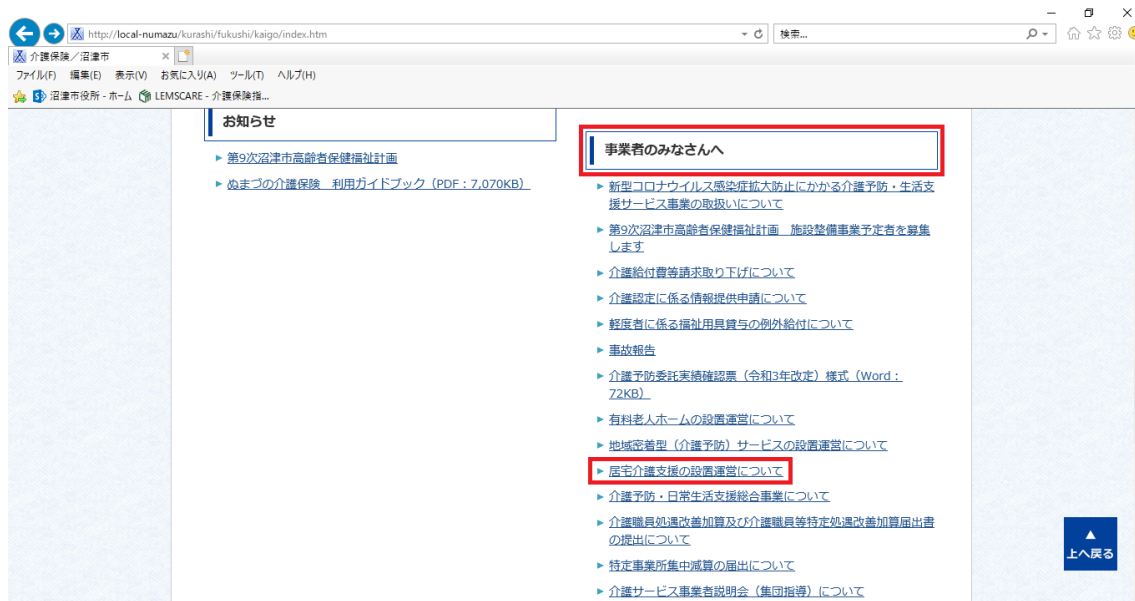 http://local-numazu/kurashi/fukushi/kaigo/index.htm
検索...
介護保険／沼津市
ファイル(F) 編集(E) 表示(V) お気に入り(A) ツール(T) ヘルプ(H)
沼津市役所 - ホーム LEMSCARE - 介護保険指...
お知らせ
第9次沼津市高齢者保健福祉計画
ぬまづの介護保険 利用ガイドブック（PDF：7,070KB）
事業者のみなさんへ
新型コロナウイルス感染症拡大防止にかかる介護予防・生活支
援サービス事業の取扱いについて
第9次沼津市高齢者保健福祉計画 施設整備事業予定者を募集
します
介護給付費等請求取り下げについて
介護認定に係る情報提供申請について
軽度者に係る福祉用具貸与の例外給付について
事故報告
介護予防委託実績確認票（令和3年改定）様式（Word：
72KB）
有料老人ホームの設置運営について
地域密着型（介護予防）サービスの設置運営について
居宅介護支援の設置運営について
介護予防・日常生活支援総合事業について
介護職員処遇改善加算及び介護職員等特定処遇改善加算届出書
の提出について
特定事業所集中減算の届出について
介護サービス事業者説明会（集団指導）について
▲
上へ戻る